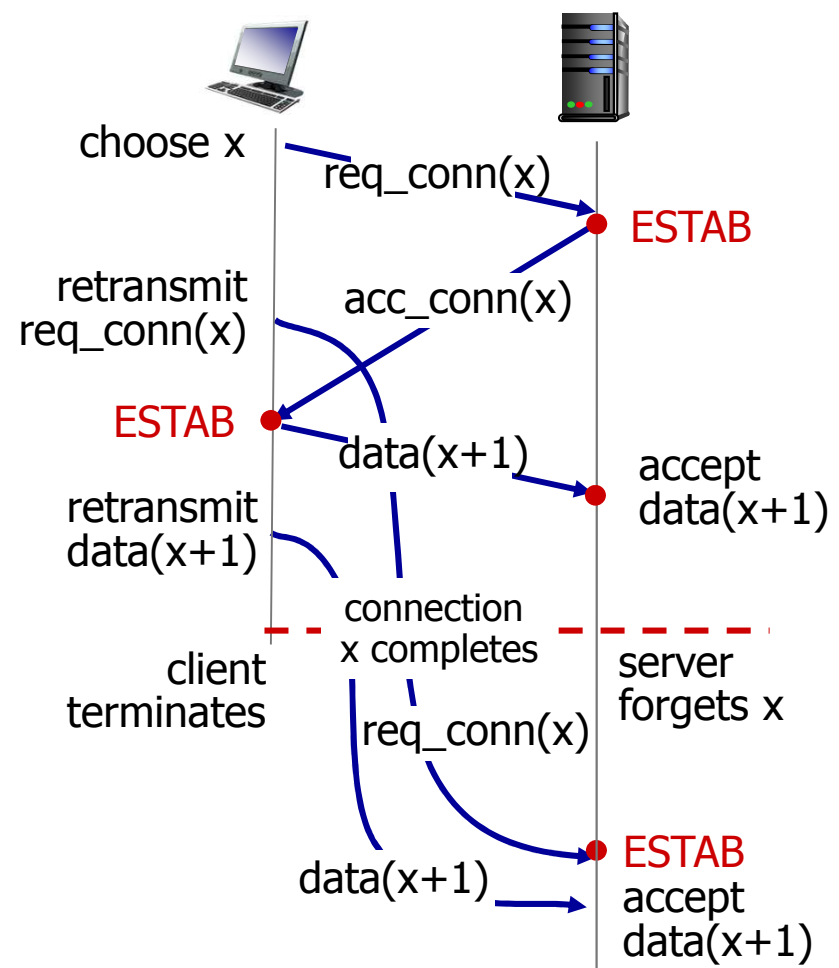 choose x
req_conn(x)
ESTAB
retransmit
req_conn(x)
acc_conn(x)
ESTAB
data(x+1)
accept
data(x+1)
retransmit
data(x+1)
connection
x completes
client
terminates
server
forgets x
req_conn(x)
ESTAB
data(x+1)
accept
data(x+1)